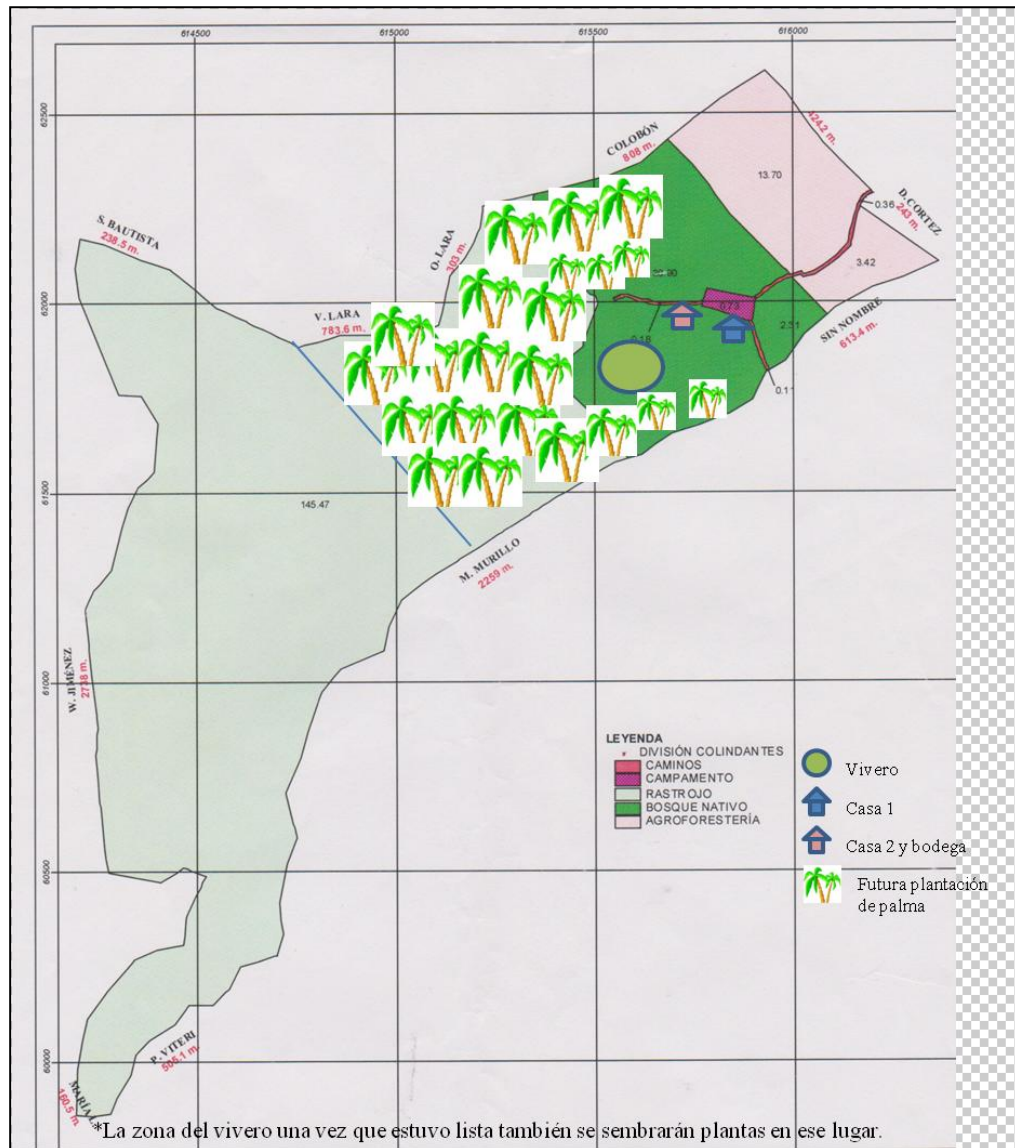 614500
615000
615500
616000
62500
62000
61500
61000
60500
60000
COLOBÓN
808 m.
424.2 m.
13.70
0.36
D. CORTEZ
243 m.
3.42
S. BAUTISTA
238.5 m.
O. LARA
303 m.
V. LARA
783.6 m.
2.51
SIN NOMBRE
613.4 m.
0.18
0.11
145.47
M. MURILLO
2259 m.
W. JIMÉNEZ
2738 m.
LEYENDA
DIVISIÓN COLINDANTES
CAMINOS
CAMPAMENTO
RASTROJO
BOSQUE NATIVO
AGROFORESTERÍA
Vivero
Casa 1
Casa 2 y bodega
Futura plantación
de palma
P. VITERI
MARÍA
160.5 m.
*La zona del vivero una vez que estuvo lista también se sembrarán plantas en ese lugar.